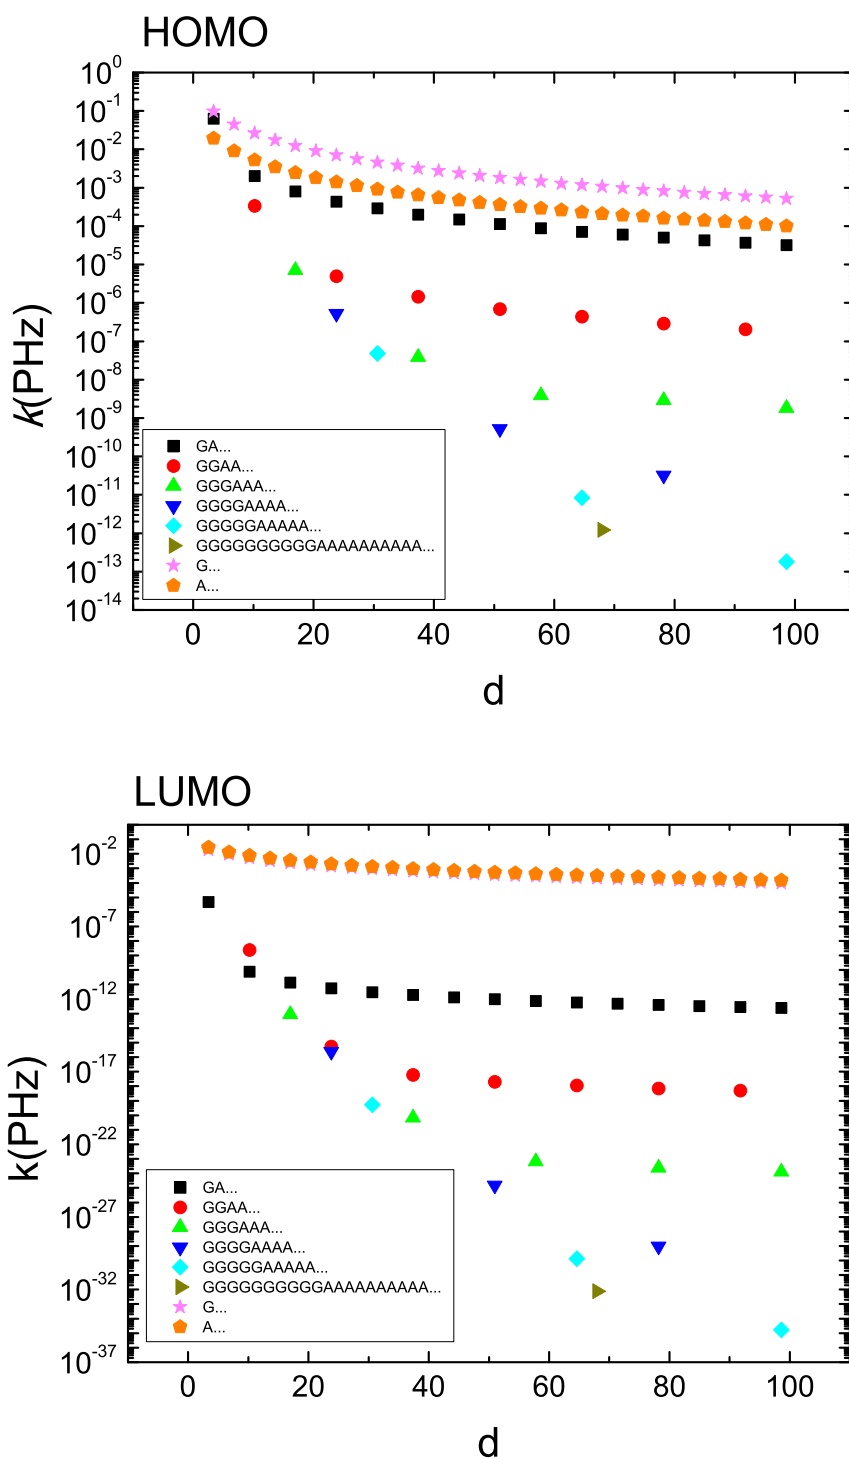 HOMO
10^0
10^-1
10^-2
10^-3
10^-4
10^-5
10^-6
10^-7
10^-8
10^-9
10^-10
10^-11
10^-12
10^-13
10^-14
k(PHz)
GA...
GGAA...
GGGAAA...
GGGGAAAA...
GGGGGAAAAA...
GGGGGGGGGGAAAAAAAAAA...
G...
A...
0 20 40 60 80 100
d
LUMO
10^-2
10^-7
10^-12
10^-17
10^-22
10^-27
10^-32
10^-37
k(PHz)
GA...
GGAA...
GGGAAA...
GGGGAAAA...
GGGGGAAAAA...
GGGGGGGGGGAAAAAAAAAA...
G...
A...
0 20 40 60 80 100
d